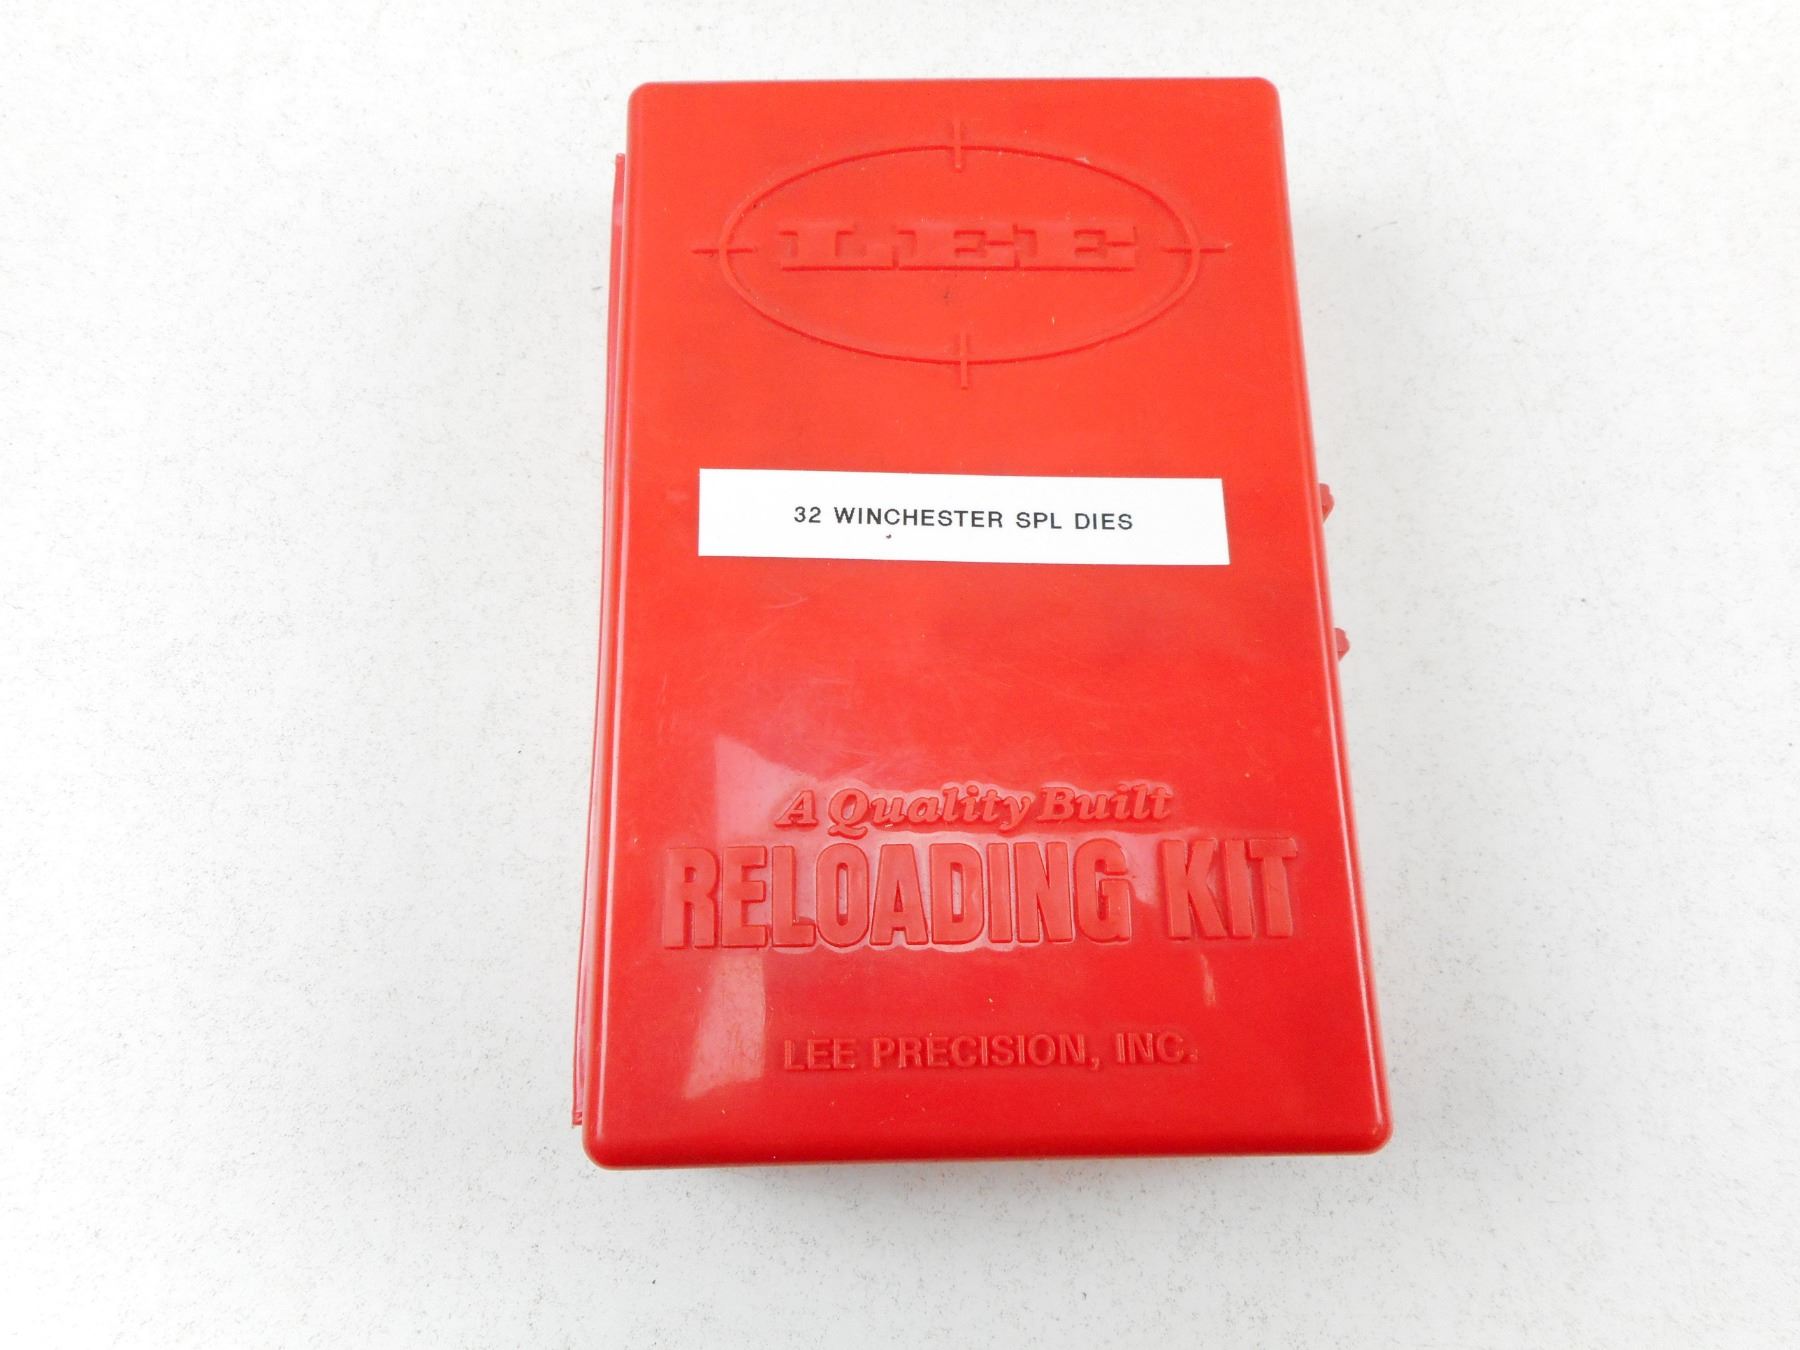 LEE
32 WINCHESTER SPL DIES
A Quality Built
RELOADING KIT
LEE PRECISION, INC.